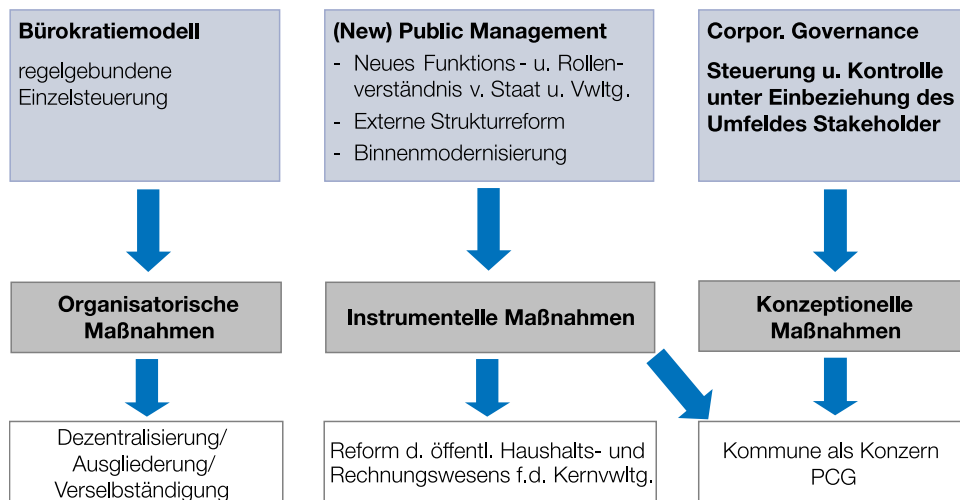 Bürokratiemodell
regelgebundene
Einzelsteuerung
(New) Public Management
- Neues Funktions- u. Rollen-
verständnis v. Staat u. Vwltg.
- Externe Strukturreform
- Binnenmodernisierung
Corpor. Governance
Steuerung u. Kontrolle
unter Einbeziehung des
Umfeldes Stakeholder
Organisatorische
Maßnahmen
Instrumentelle Maßnahmen
Konzeptionelle
Maßnahmen
Dezentralisierung/
Ausgliederung/
Verselbständigung
Reform d. öffentl. Haushalts- und
Rechnungswesens f.d. Kernvwltg.
Kommune als Konzern
PCG